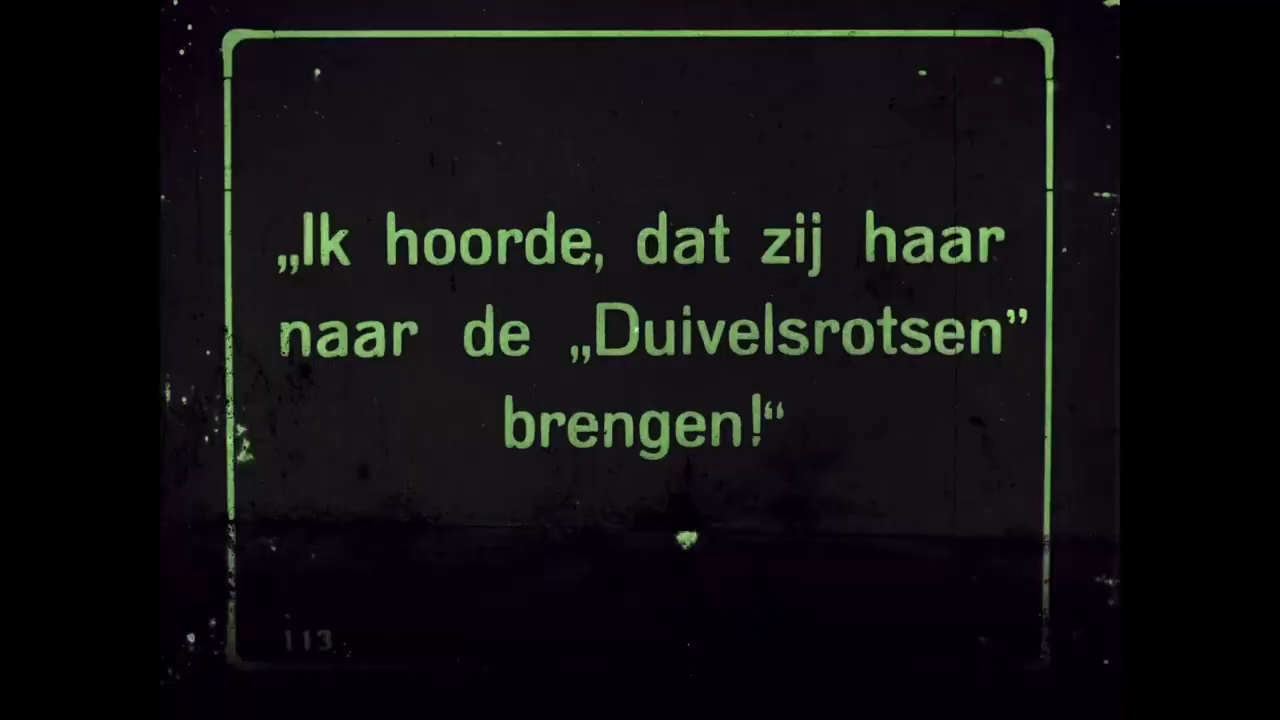 „Ik hoorde, dat zij haar
naar de „Duivelsrotsen”
brengen!“
113